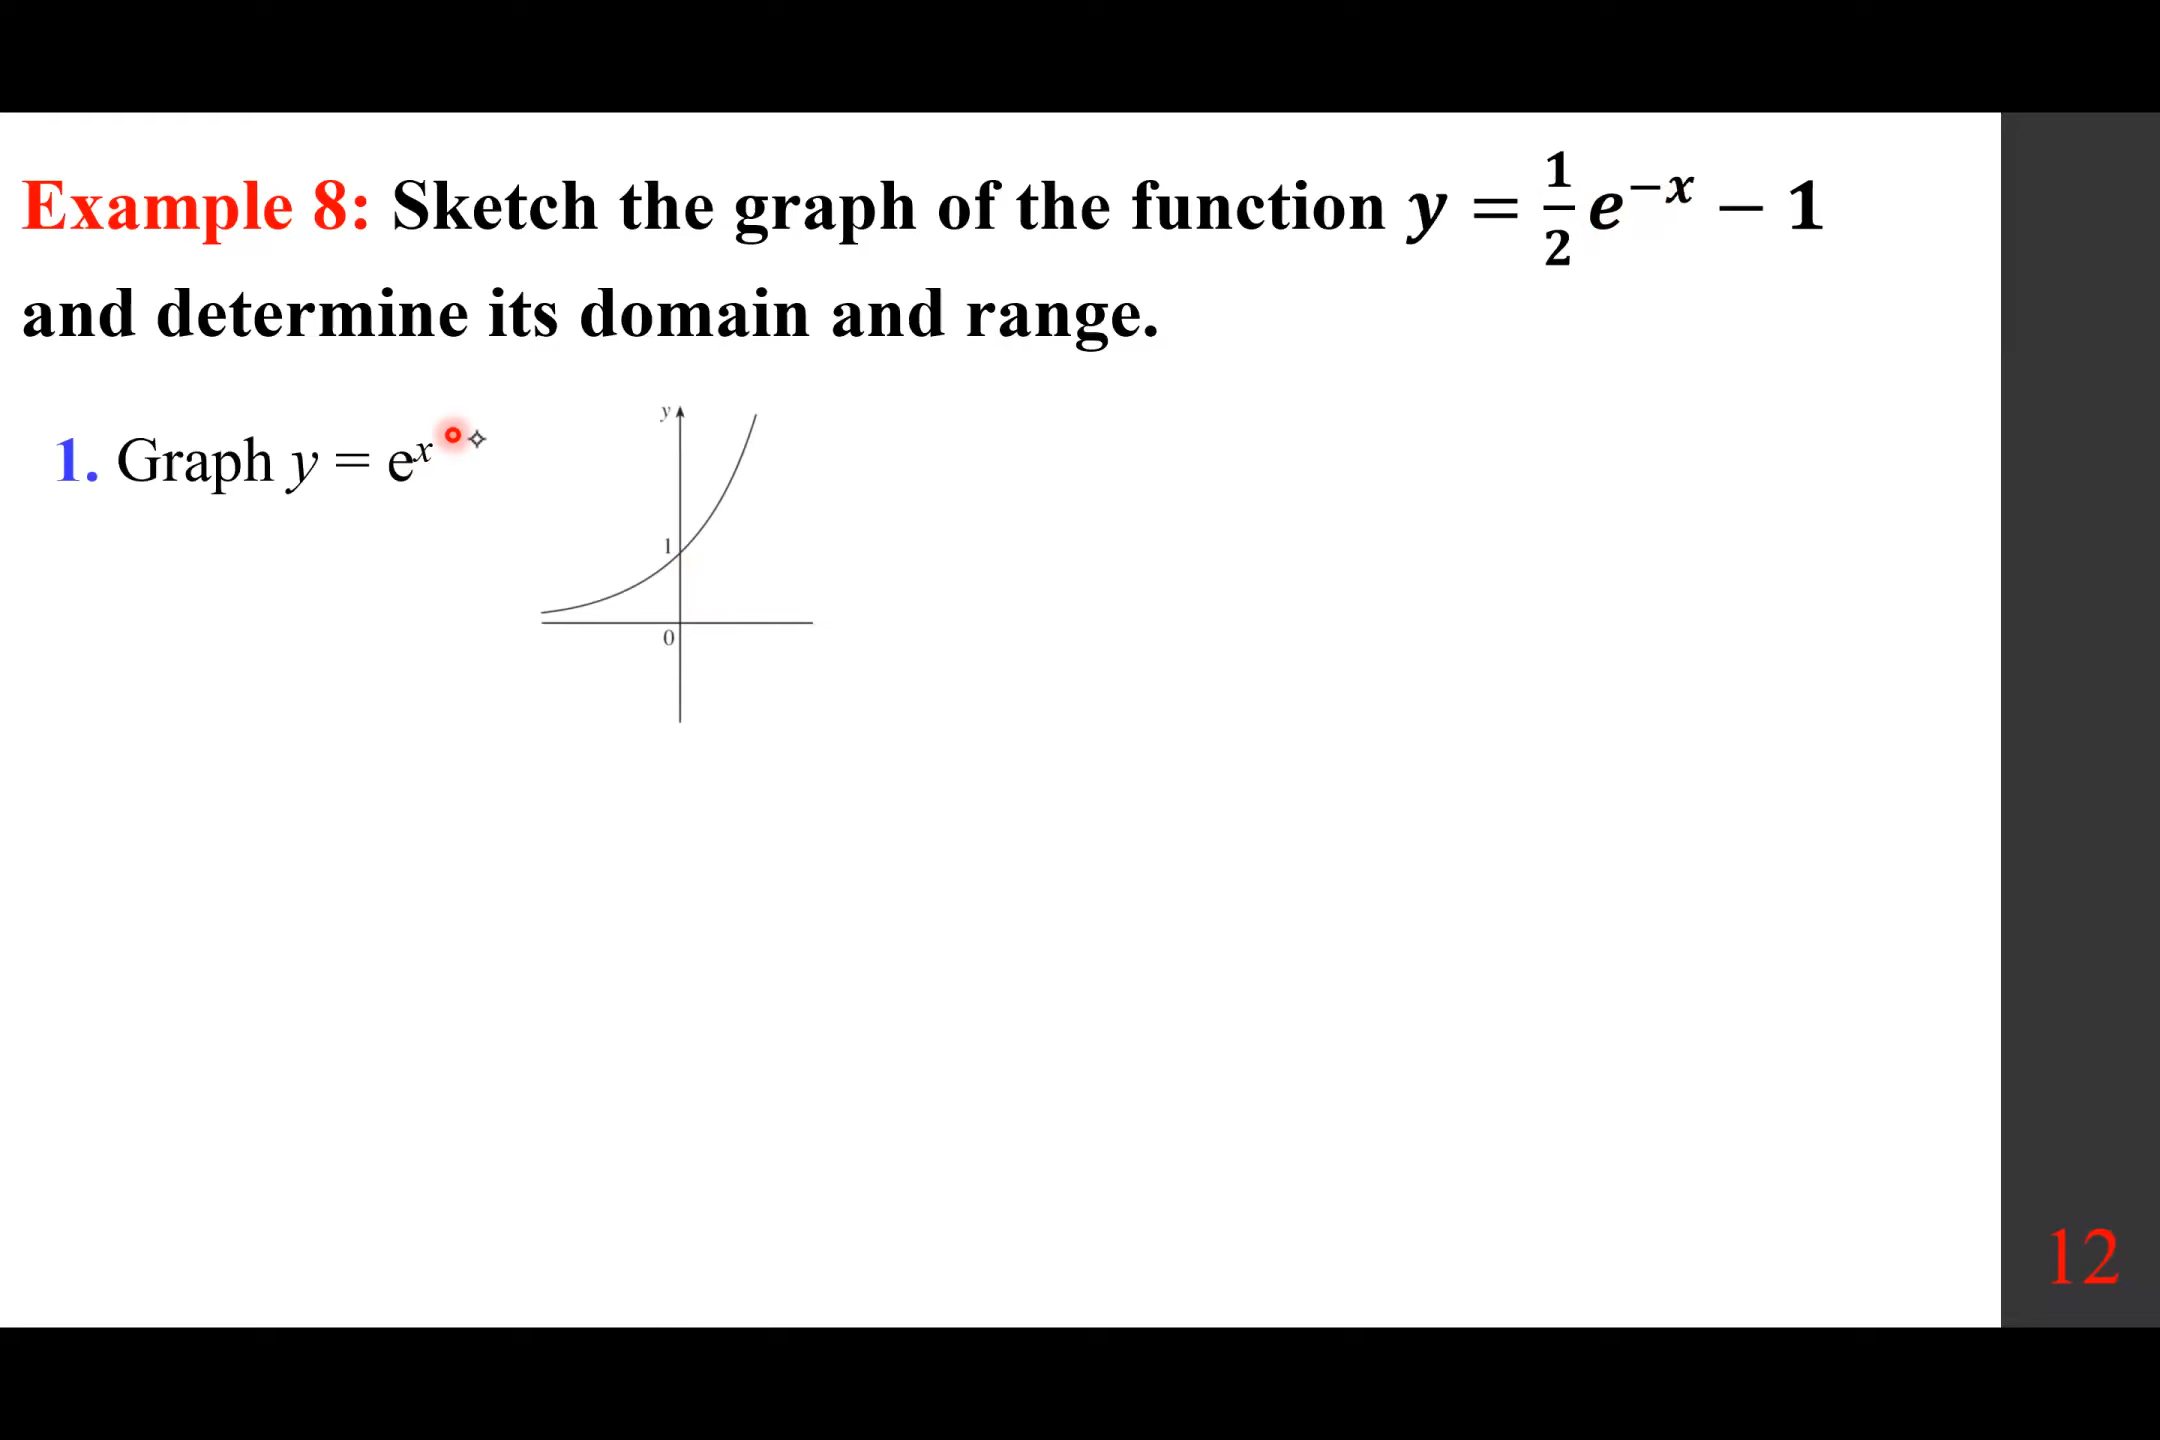 Example 8: Sketch the graph of the function y = 1/2 e^{-x} − 1
and determine its domain and range.
1. Graph y = e^x
y
1
0
12